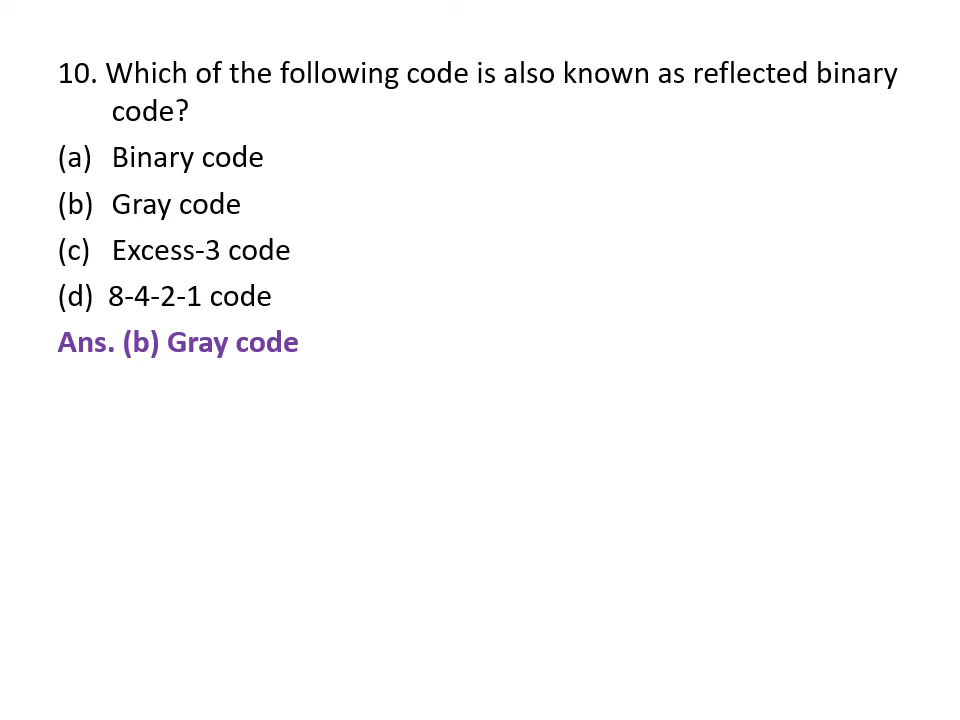 10. Which of the following code is also known as reflected binary
code?
(a) Binary code
(b) Gray code
(c) Excess-3 code
(d) 8-4-2-1 code
Ans. (b) Gray code